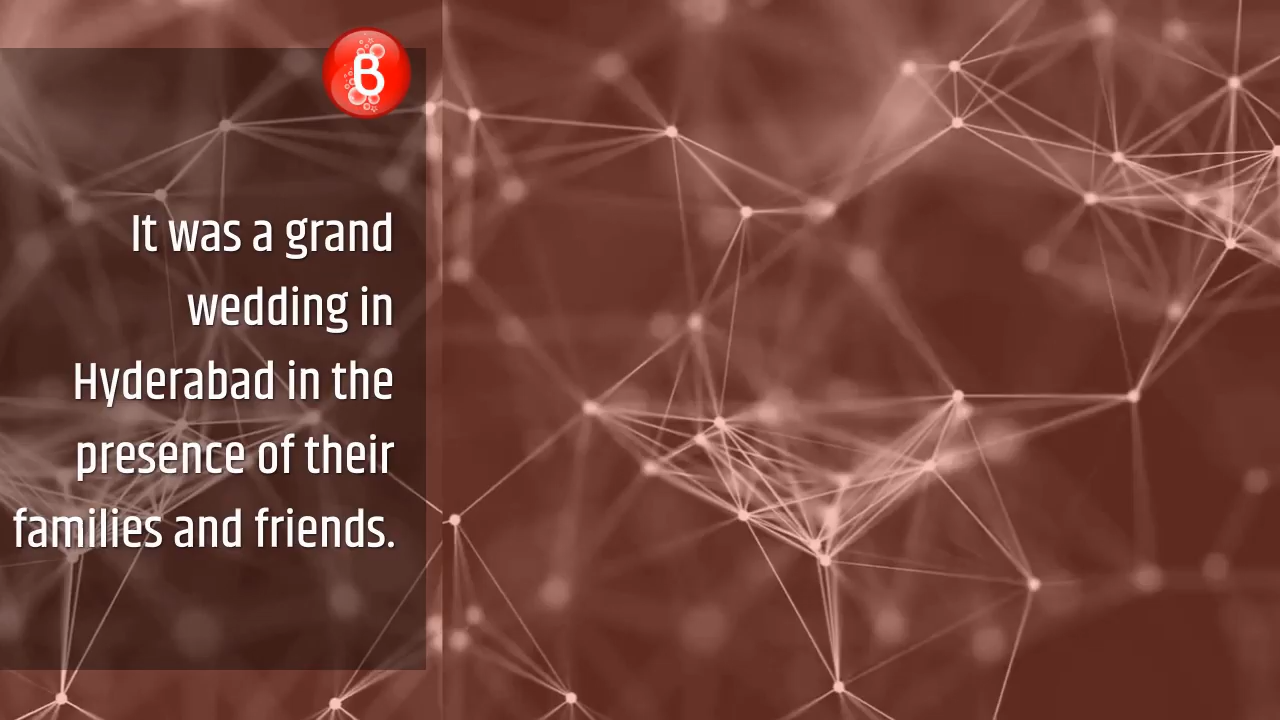 B
It was a grand
wedding in
Hyderabad in the
presence of their
families and friends.